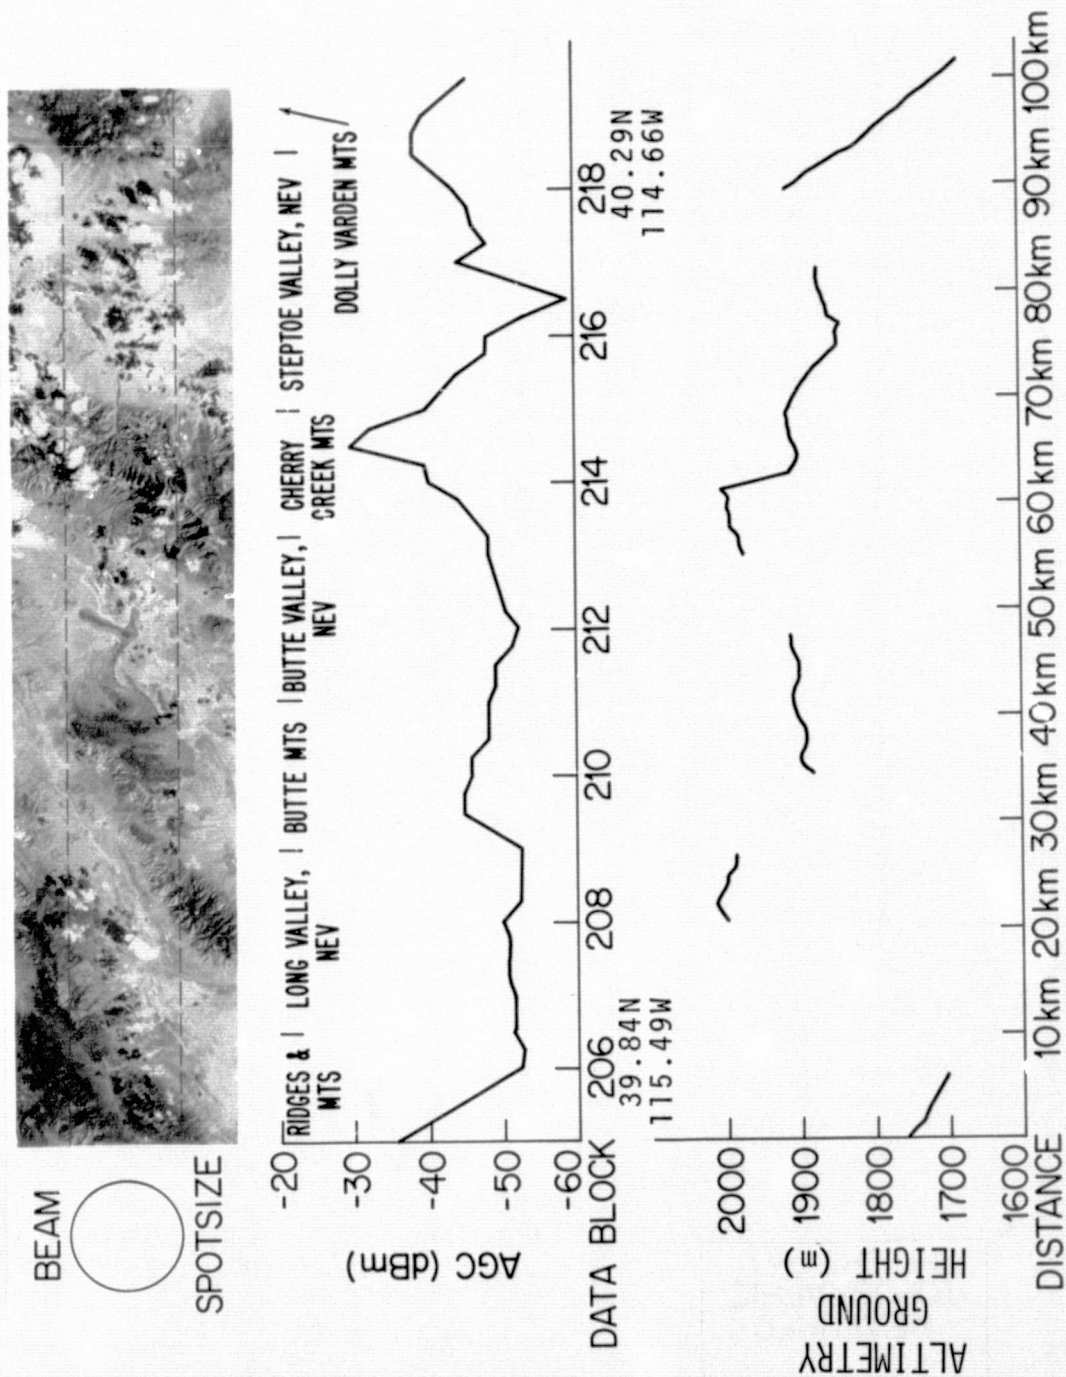 BEAM
SPOTSIZE
RIDGES & | LONG VALLEY, | BUTTE MTS | BUTTE VALLEY, | CHERRY | STEPTOE VALLEY, NEV |
MTS NEV NEV CREEK MTS
DOLLY VARDEN MTS
-20
-30
-40
-50
-60
AGC (dBm)
DATA BLOCK 206 208 210 212 214 216 218
39.84N 40.29N
115.49W 114.66W
2000
1900
1800
1700
1600
ALTIMETRY
GROUND
HEIGHT (m)
DISTANCE 10km 20km 30km 40km 50km 60km 70km 80km 90km 100km